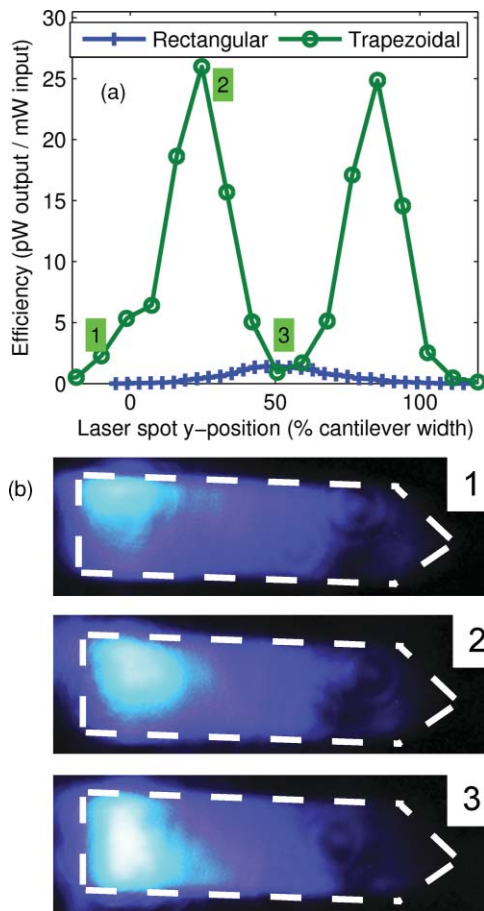 30
25
20
15
10
5
0
0 50 100
Efficiency (pW output / mW input)
Rectangular Trapezoidal
(a)
2
1
3
Laser spot y-position (% cantilever width)
(b)
1
2
3